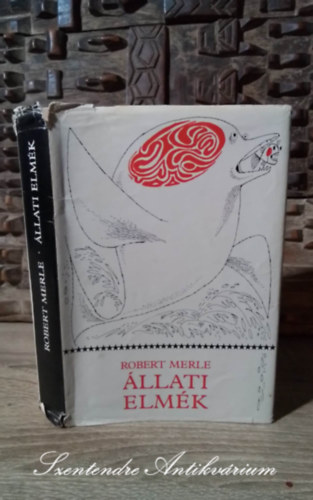 ROBERT MERLE · ÁLLATI ELMÉK
ROBERT MERLE
ÁLLATI
ELMÉK
Szentendre Antikvárium